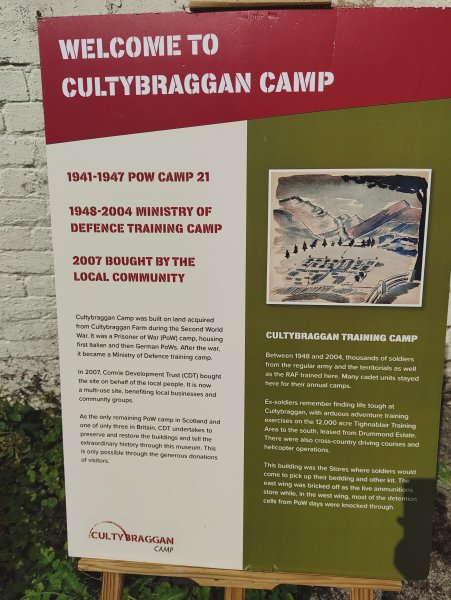 WELCOME TO
CULTYBRAGGAN CAMP
1941-1947 POW CAMP 21
1948-2004 MINISTRY OF
DEFENCE TRAINING CAMP
2007 BOUGHT BY THE
LOCAL COMMUNITY
Cultybraggan Camp was built on land acquired
from Cultybraggan Farm during the Second World
War. It was a Prisoner of War (PoW) camp, housing
first Italian and then German PoWs. After the war,
it became a Ministry of Defence training camp.
In 2007, Comrie Development Trust (CDT) bought
the site on behalf of the local people. It is now
a multi-use site, benefiting local businesses and
community groups.
As the only remaining PoW camp in Scotland and
one of only three in Britain, CDT undertakes to
preserve and restore the buildings and tell the
extraordinary history through this museum. This
is only possible through the generous donations
of visitors.
CULTYBRAGGAN
CAMP
CULTYBRAGGAN TRAINING CAMP
Between 1948 and 2004, thousands of soldiers
from the regular army and the territorials as well
as the RAF trained here. Many cadet units stayed
here for their annual camps.
Ex-soldiers remember finding life tough at
Cultybraggan, with arduous adventure training
exercises on the 12,000 acre Tighnablair Training
Area to the south, leased from Drummond Estate.
There were also cross-country driving courses and
helicopter operations.
This building was the Stores where soldiers would
come to pick up their bedding and other kit. The
east wing was bricked off as the live ammunitions
store while, in the west wing, most of the detention
cells from PoW days were knocked through.